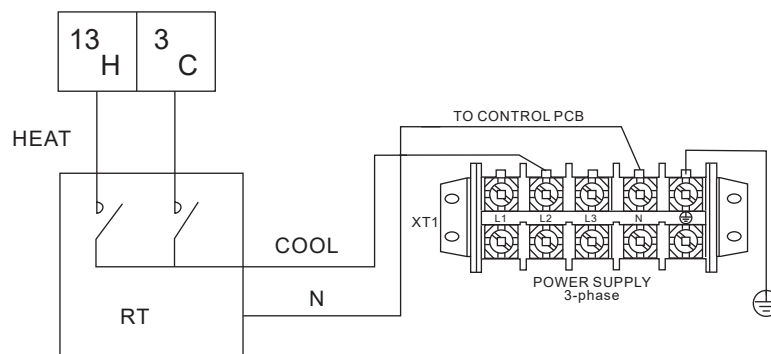 13 H
3 C
HEAT
TO CONTROL PCB
XT1
L1 L2 L3 N
COOL
POWER SUPPLY
3-phase
N
RT